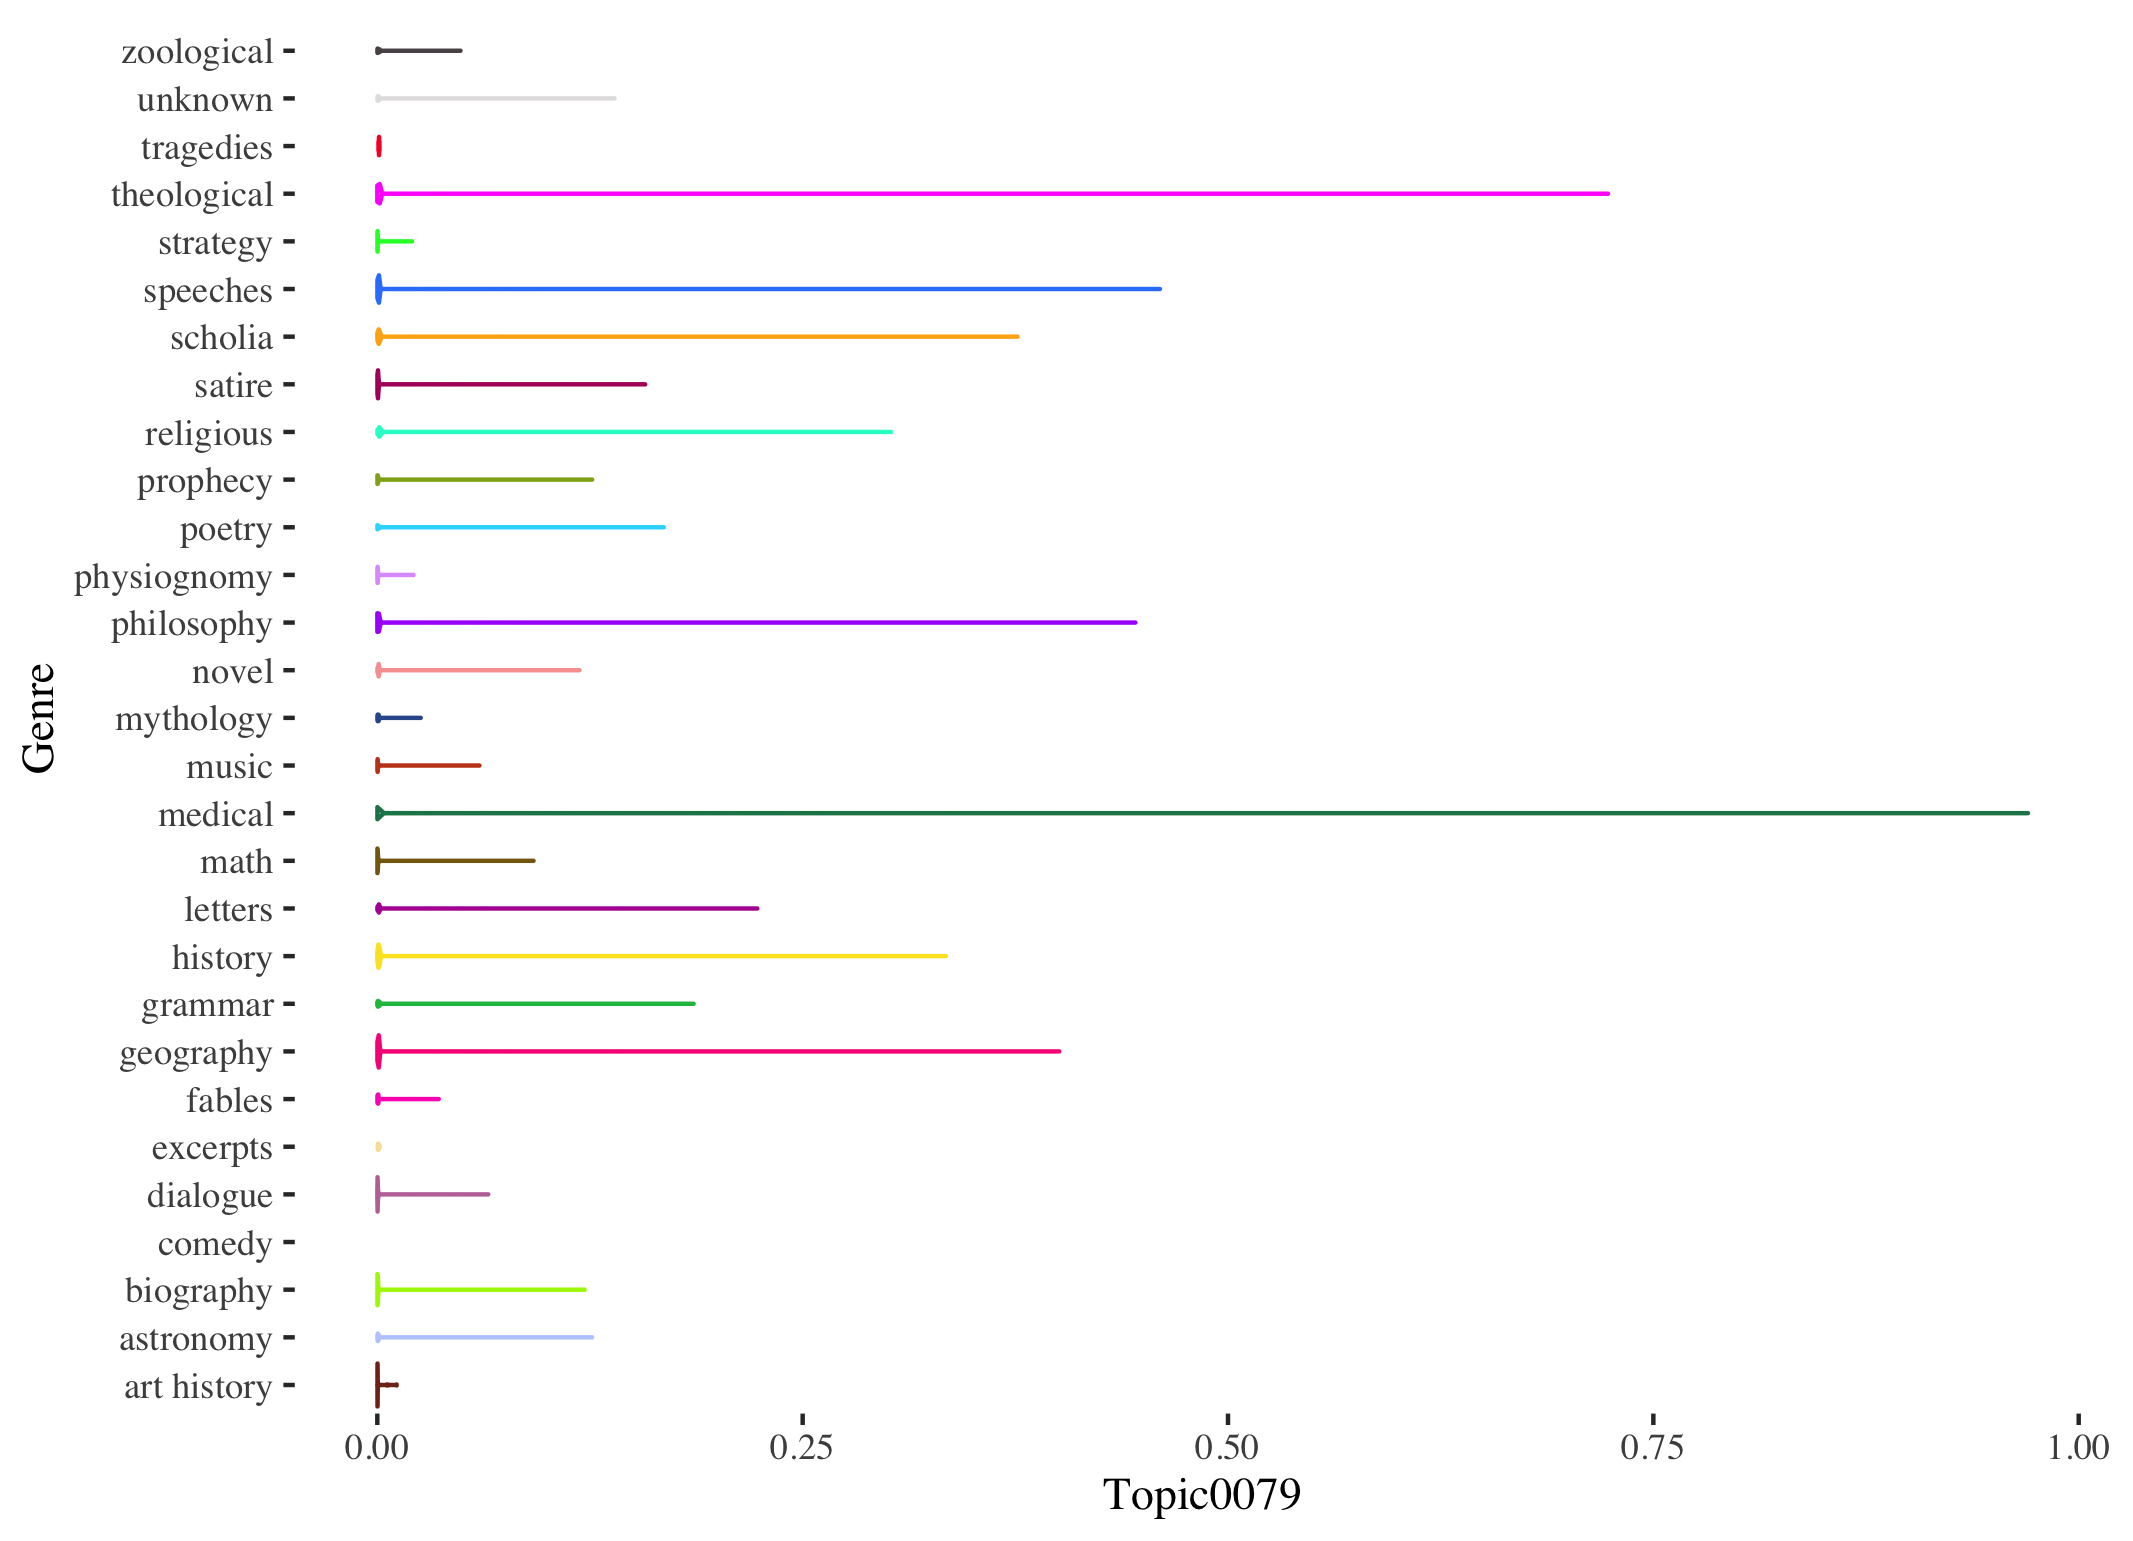 zoological
unknown
tragedies
theological
strategy
speeches
scholia
satire
religious
prophecy
poetry
physiognomy
philosophy
novel
mythology
music
medical
math
letters
history
grammar
geography
fables
excerpts
dialogue
comedy
biography
astronomy
art history
Genre
0.00 0.25 0.50 0.75 1.00
Topic0079